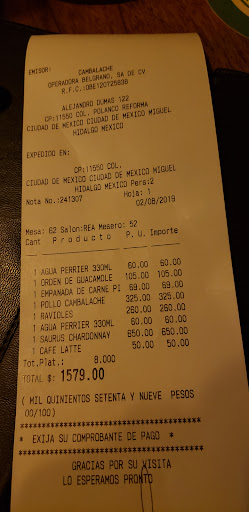 EMISOR: CAMBALACHE
OPERADORA BELGRANO, SA DE CV
R.F.C.:OBE120725839
ALEJANDRO DUMAS 122
CP:11550 COL. POLANCO REFORMA
CIUDAD DE MEXICO CIUDAD DE MEXICO MIGUEL
HIDALGO MEXICO
EXPEDIDO EN:
CP:11550 COL.
CIUDAD DE MEXICO CIUDAD DE MEXICO MIGUEL
HIDALGO MEXICO Pers:2
Nota No.:241307 Hoja: 1
02/08/2019
Mesa: 62 Salon:REA Mesero: 52
Cant Producto P. U. Importe
1 AGUA PERRIER 330ML 60.00 60.00
1 ORDEN DE GUACAMOLE 105.00 105.00
1 EMPANADA DE CARNE PI 69.00 69.00
1 POLLO CAMBALACHE 325.00 325.00
1 RAVIOLES 260.00 260.00
1 AGUA PERRIER 330ML 60.00 60.00
1 SAURUS CHARDONNAY 650.00 650.00
1 CAFE LATTE 50.00 50.00
Tot.Plat.: 8.000
TOTAL $: 1579.00
( MIL QUINIENTOS SETENTA Y NUEVE PESOS
00/100)
****************************************
* EXIJA SU COMPROBANTE DE PAGO *
****************************************
GRACIAS POR SU VISITA
LO ESPERAMOS PRONTO